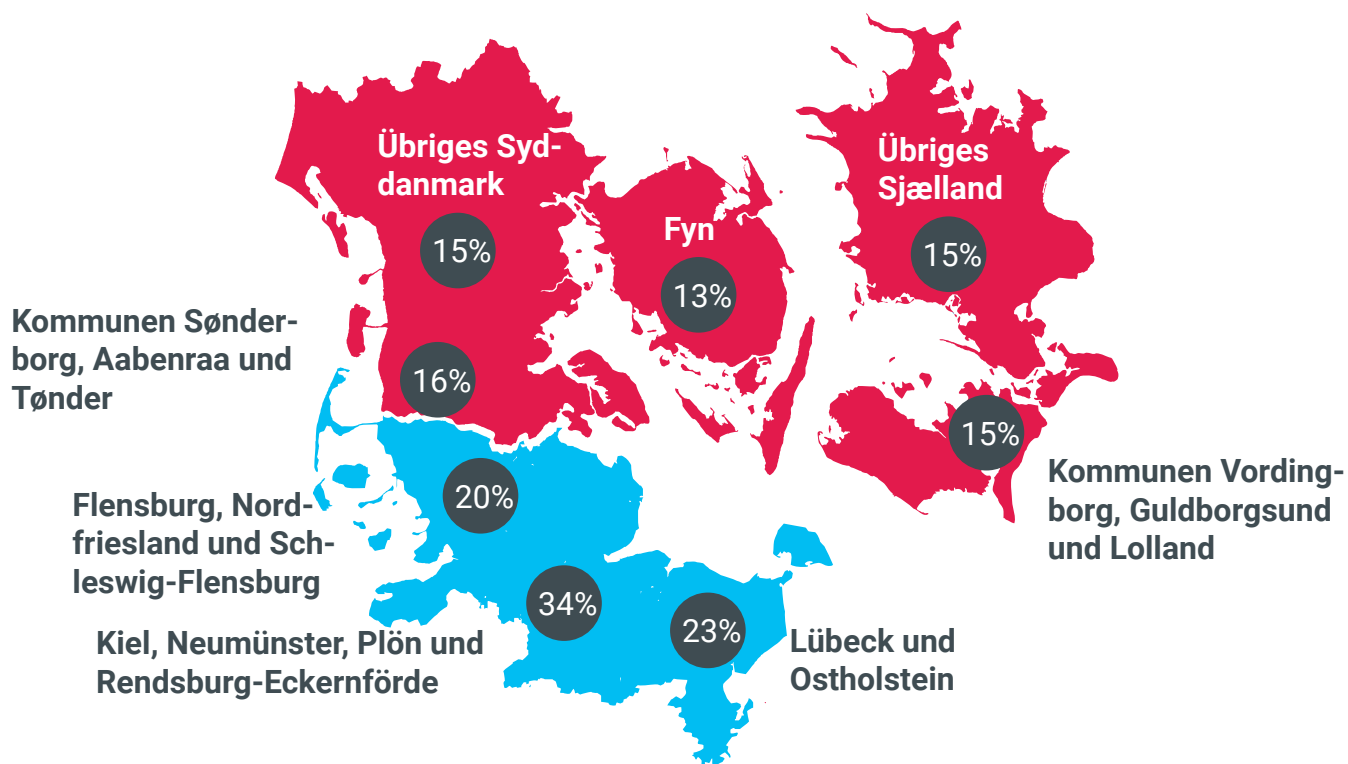 Übriges Syd-
danmark
15%
Fyn
13%
Übriges
Sjælland
15%
Kommunen Sønder-
borg, Aabenraa und
Tønder
16%
15%
Kommunen Vording-
borg, Guldborgsund
und Lolland
Flensburg, Nord-
friesland und Sch-
leswig-Flensburg
20%
Kiel, Neumünster, Plön und
Rendsburg-Eckernförde
34%
23%
Lübeck und
Ostholstein